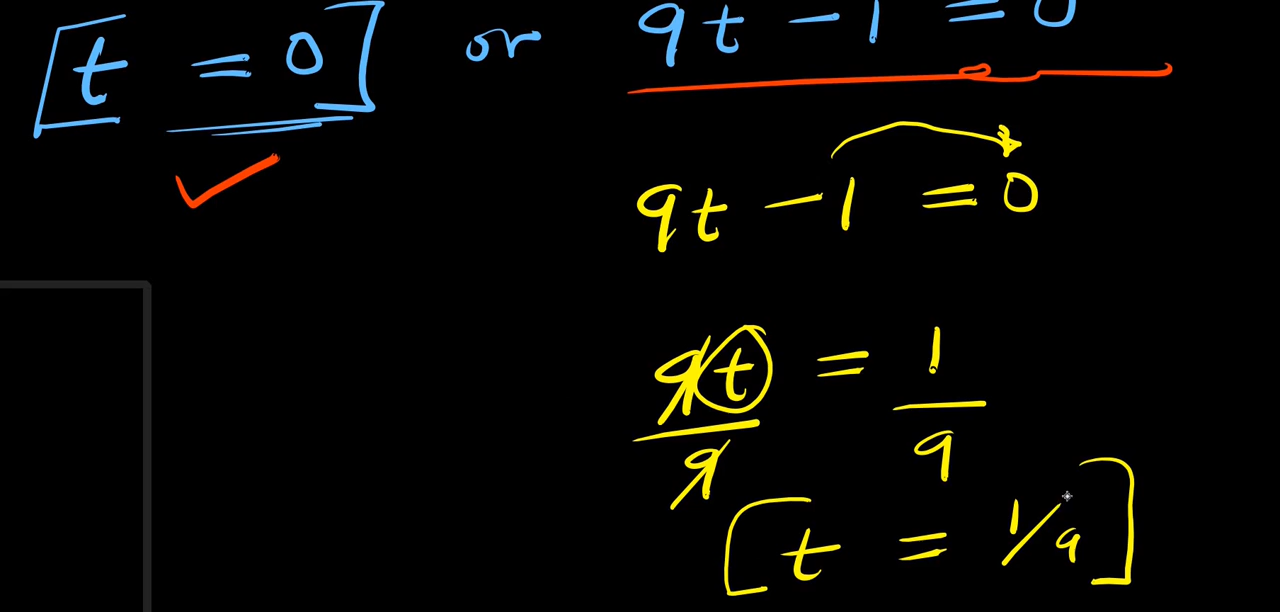 t = 0 or 9t - 1 = 0
9t - 1 = 0
9t/9 = 1/9
[t = 1/9]